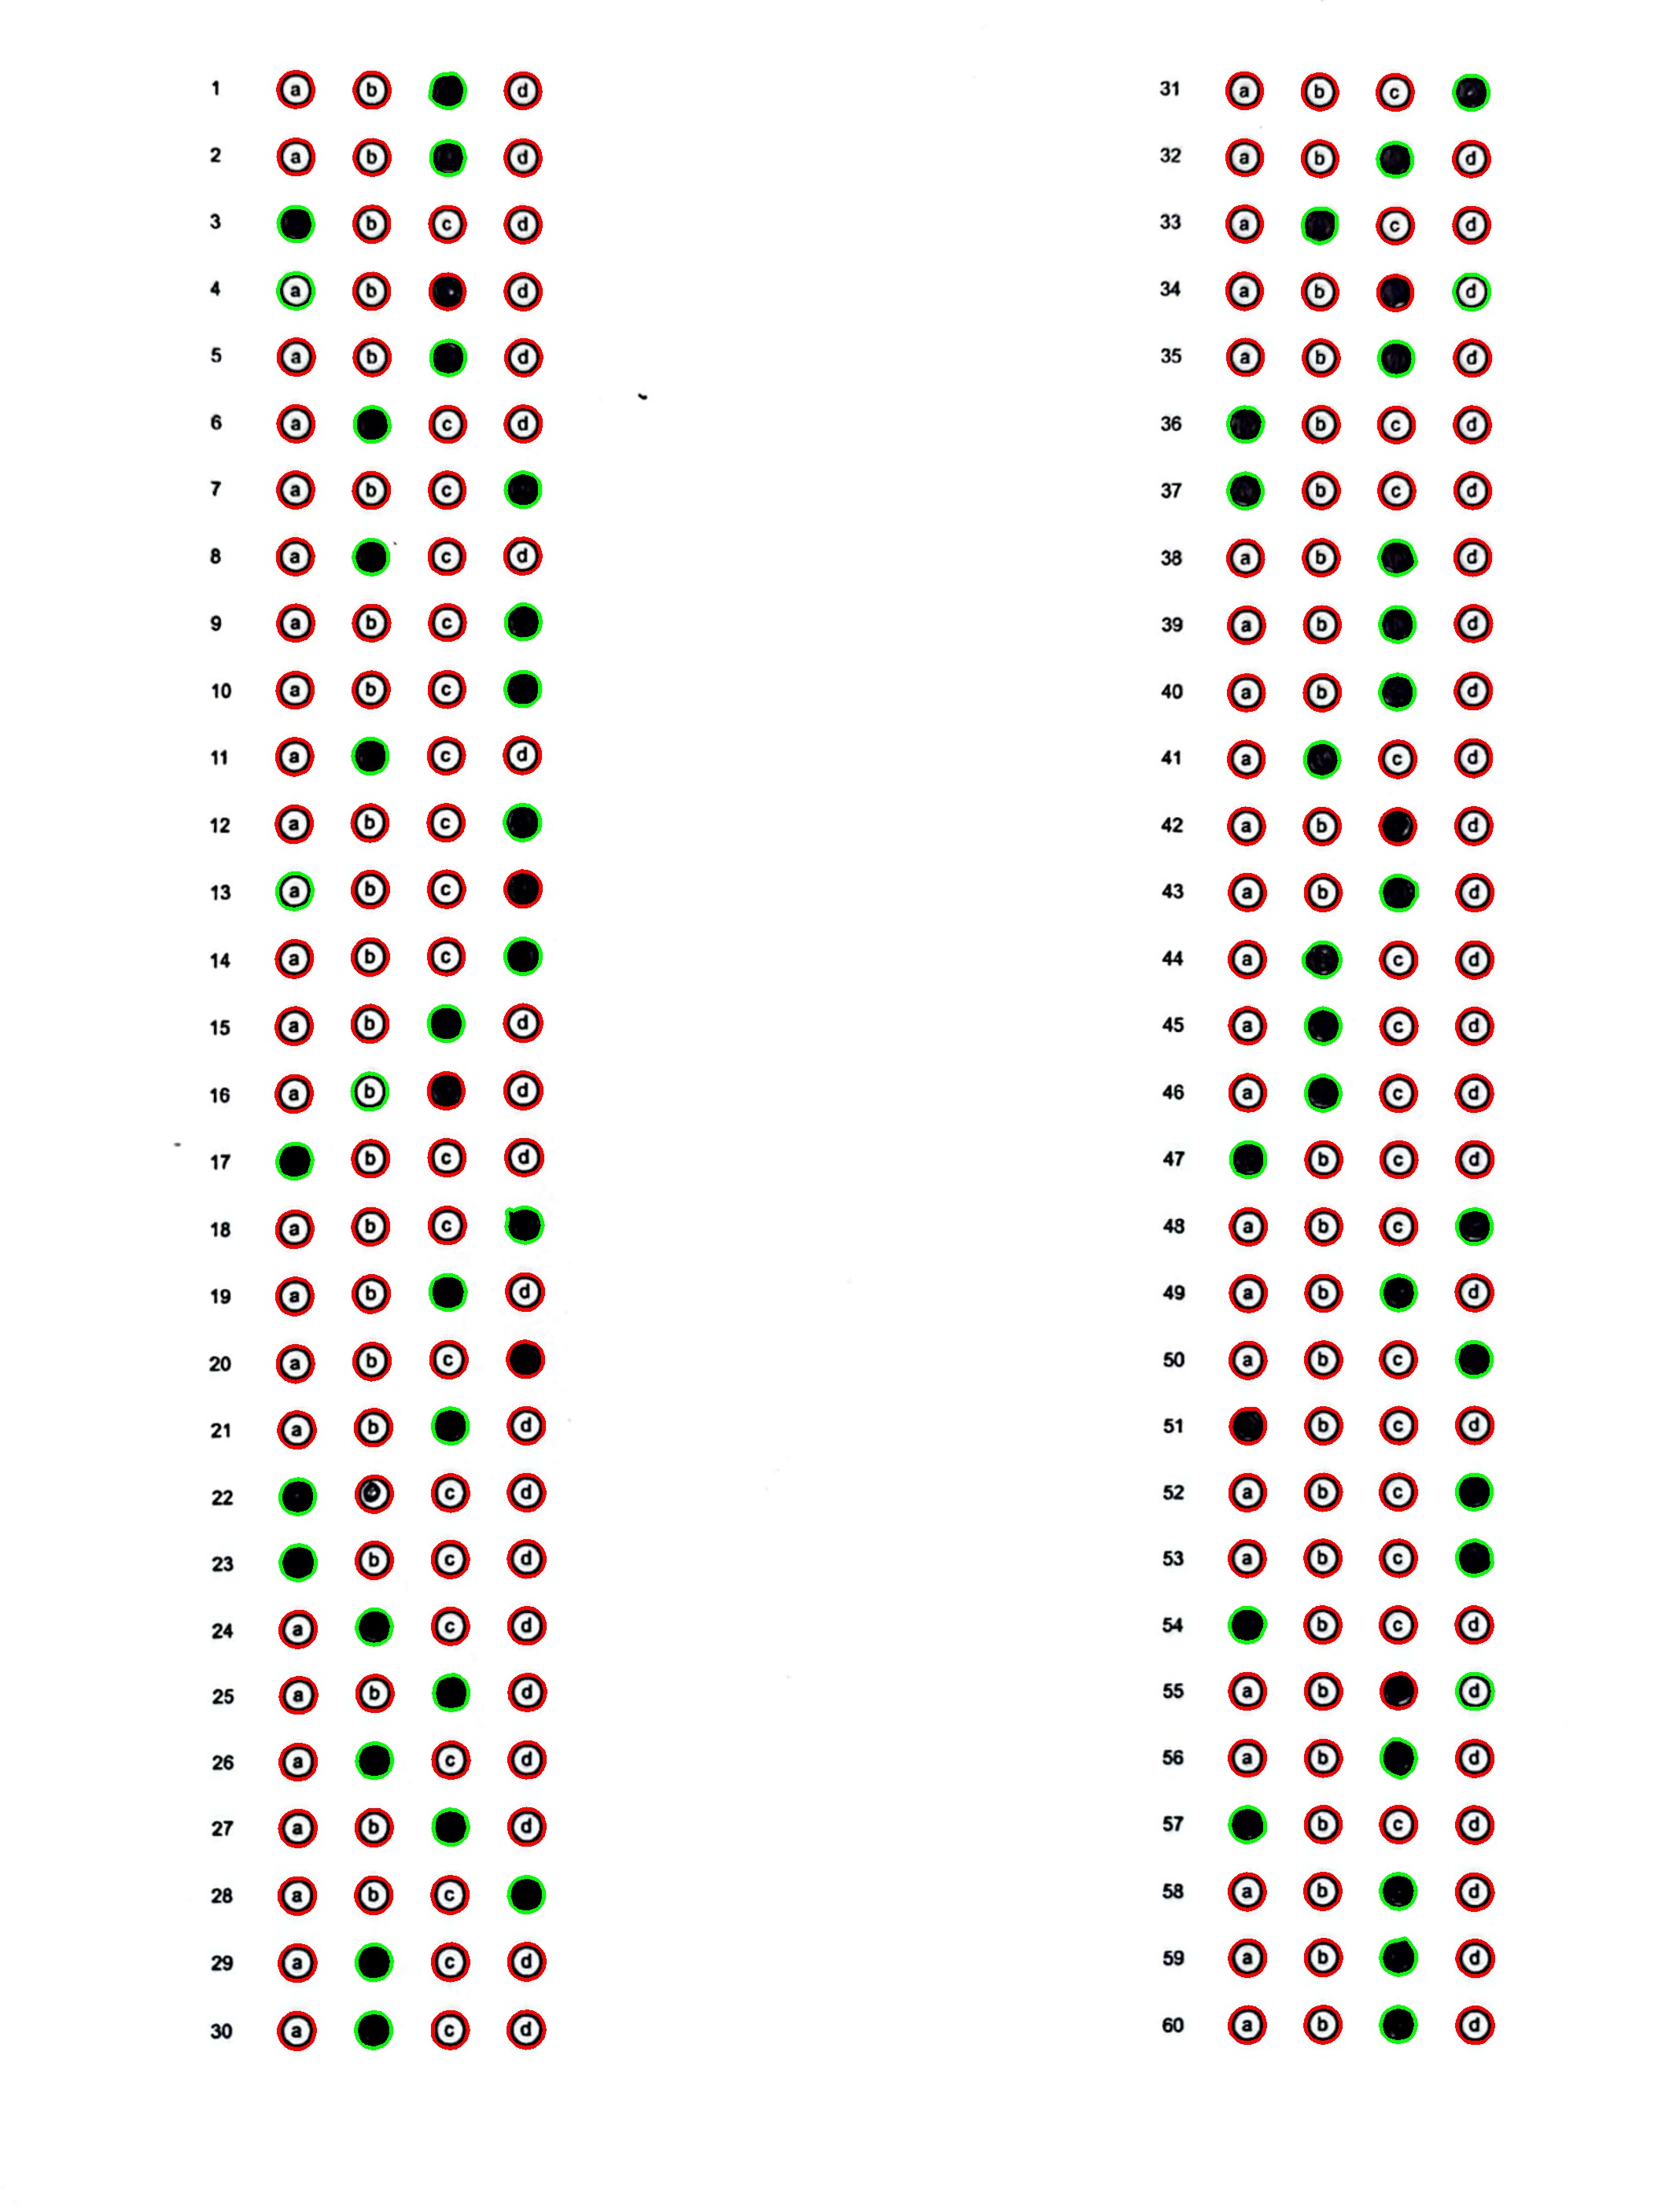 1 a b d
2 a b d
3 b c d
4 a b d
5 a b d
6 a c d
7 a b c
8 a c d
9 a b c
10 a b c
11 a c d
12 a b c
13 a b c
14 a b c
15 a b d
16 a b d
17 b c d
18 a b c
19 a b d
20 a b c
21 a b d
22 c d
23 b c d
24 a c d
25 a b d
26 a c d
27 a b d
28 a b c
29 a c d
30 a c d
31 a b c
32 a b d
33 a c d
34 a b d
35 a b d
36 b c d
37 b c d
38 a b d
39 a b d
40 a b d
41 a c d
42 a b d
43 a b d
44 a c d
45 a c d
46 a c d
47 b c d
48 a b c
49 a b d
50 a b c
51 b c d
52 a b c
53 a b c
54 b c d
55 a b d
56 a b d
57 b c d
58 a b d
59 a b d
60 a b d